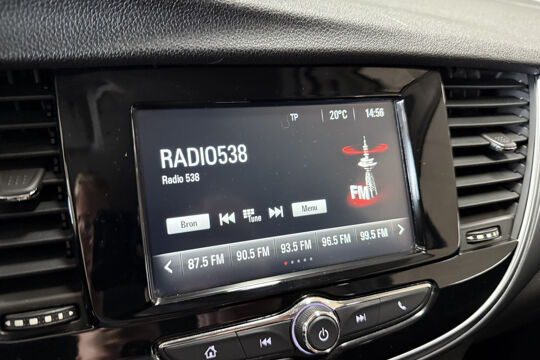 TP 20°C 14:56
RADIO538
Radio 538
FM
Bron Tune Menu
87.5 FM 90.5 FM 93.5 FM 96.5 FM 99.5 FM